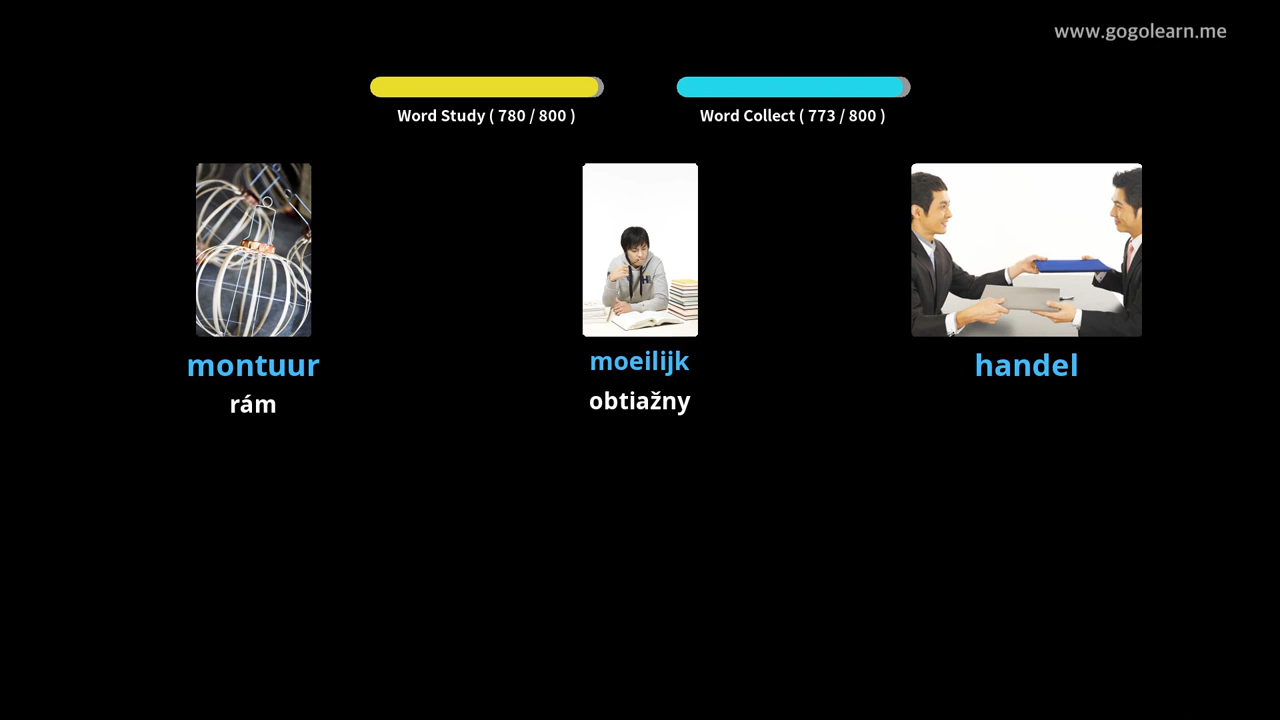 www.gogolearn.me
Word Study ( 780 / 800 )
Word Collect ( 773 / 800 )
montuur
rám
moeilijk
obtiažny
handel